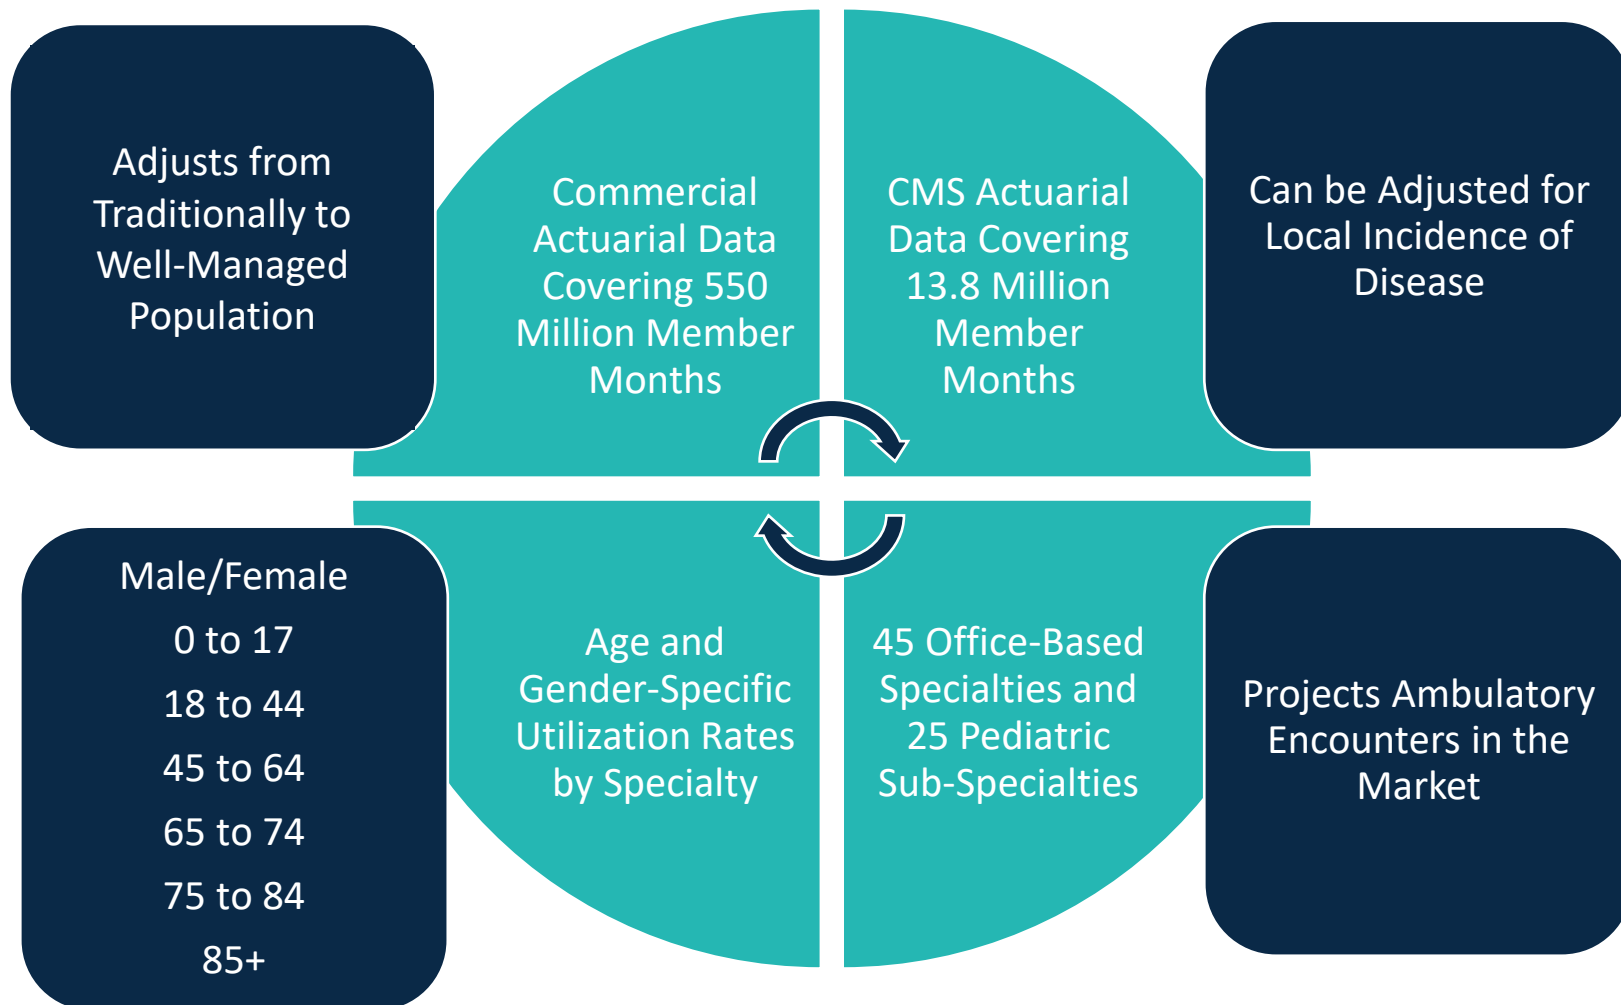 Adjusts from
Traditionally to
Well-Managed
Population
Commercial
Actuarial Data
Covering 550
Million Member
Months
CMS Actuarial
Data Covering
13.8 Million
Member
Months
Can be Adjusted for
Local Incidence of
Disease
Male/Female
0 to 17
18 to 44
45 to 64
65 to 74
75 to 84
85+
Age and
Gender-Specific
Utilization Rates
by Specialty
45 Office-Based
Specialties and
25 Pediatric
Sub-Specialties
Projects Ambulatory
Encounters in the
Market